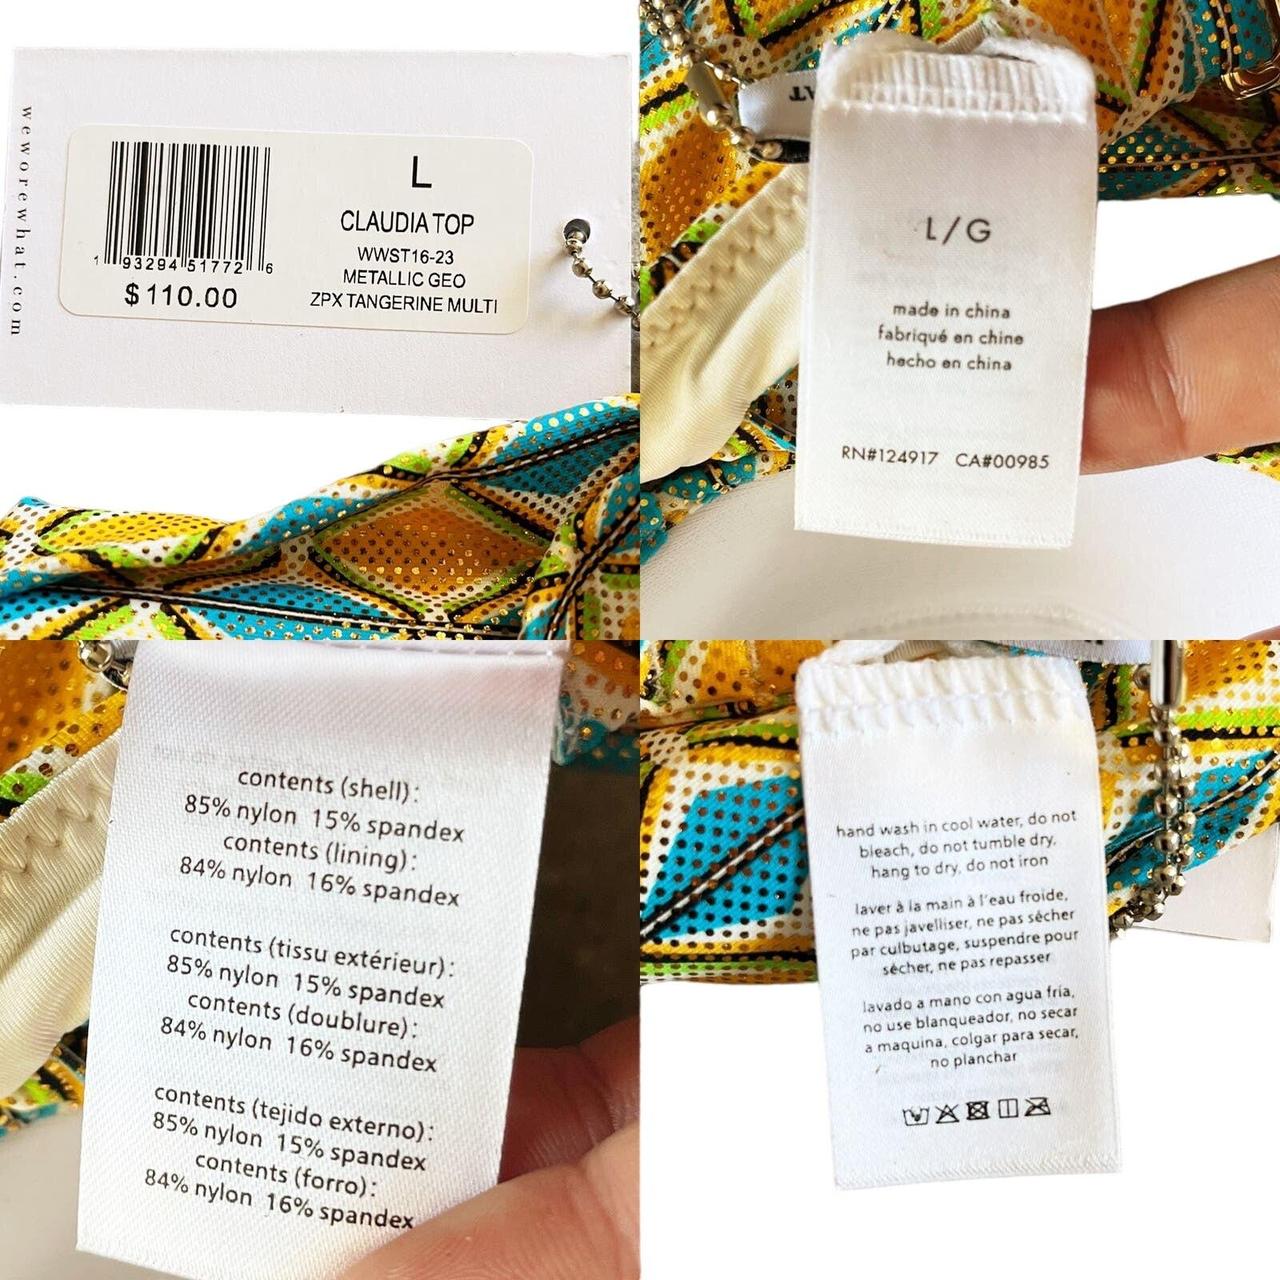 weworewhat.com
L
CLAUDIA TOP
WWST16-23
METALLIC GEO
ZPX TANGERINE MULTI
1 93294 51772 6
$110.00
L/G
made in china
fabriqué en chine
hecho en china
RN#124917 CA#00985
contents (shell):
85% nylon 15% spandex
contents (lining):
84% nylon 16% spandex
contents (tissu extérieur):
85% nylon 15% spandex
contents (doublure):
84% nylon 16% spandex
contents (tejido externo):
85% nylon 15% spandex
contents (forro):
84% nylon 16% spandex
hand wash in cool water, do not
bleach, do not tumble dry,
hang to dry, do not iron
laver à la main à l'eau froide,
ne pas javelliser, ne pas sécher
par culbutage, suspendre pour
sécher, ne pas repasser
lavado a mano con agua fría,
no use blanqueador, no secar
a maquina, colgar para secar,
no planchar